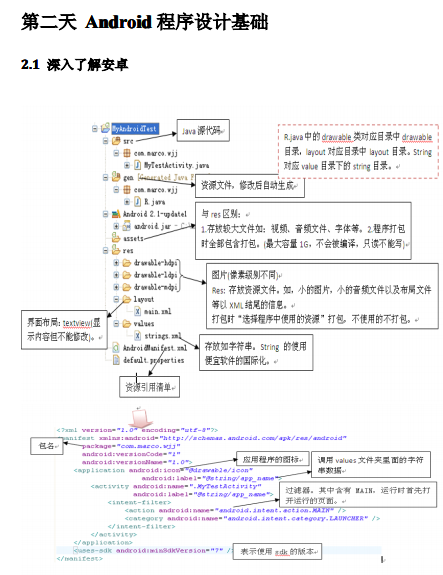 第二天 Android 程序设计基础
2.1 深入了解安卓
MyAndroidTest
src
com.marco.wjj
MyTestActivity.java
gen [Generated Java F
com.marco.wjj
R.java
Android 2.1-update1
android.jar - C
assets
res
drawable-hdpi
drawable-ldpi
drawable-mdpi
layout
main.xml
values
strings.xml
AndroidManifest.xml
default.properties
Java 源代码
R.java 中的 drawable 类对应目录中 drawable
目录，layout 对应目录中 layout 目录。String
对应 value 目录下的 string 目录。
资源文件，修改后自动生成
与 res 区别：
1.存放较大文件如：视频、音频文件、字体等。2.程序打包
时全部包含打包。(最大容量 1G，不会被编译，只读不能写)
图片(像素级别不同)
Res: 存放资源文件。如，小的图片，小的音频文件以及布局文件
等以 XML 结尾的信息。
打包时“选择程序中使用的资源”打包，不使用的不打包。
界面布局: textview(显
示内容但不能修改)。
存放如字符串。String 的使用
便宜软件的国际化。
资源引用清单
<?xml version="1.0" encoding="utf-8"?>
<manifest xmlns:android="http://schemas.android.com/apk/res/android"
package="com.marco.wjj"
android:versionCode="1"
android:versionName="1.0">
<application android:icon="@drawable/icon"
android:label="@string/app_name">
<activity android:name=".MyTestActivity"
android:label="@string/app_name">
<intent-filter>
<action android:name="android.intent.action.MAIN" />
<category android:name="android.intent.category.LAUNCHER" />
</intent-filter>
</activity>
</application>
<uses-sdk android:minSdkVersion="7" />
</manifest>
包名
应用程序的图标
调用 values 文件夹里面的字符
串数据
过滤器。其中含有 MAIN，运行时首先打
开运行的页面。
表示使用 sdk 的版本